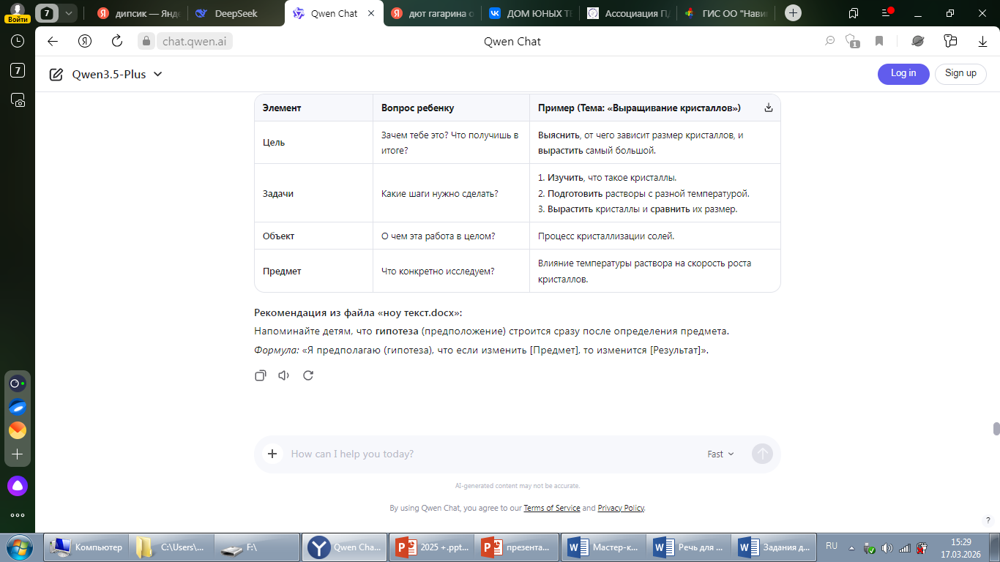 Войти
7
дипсик — Янд
DeepSeek
Qwen Chat
дют гагарина о
ДОМ ЮНЫХ ТЕ
Ассоциация П
ГИС ОО "Нави
chat.qwen.ai
Qwen Chat
1
7
Qwen3.5-Plus
Log in
Sign up
Элемент
Вопрос ребенку
Пример (Тема: «Выращивание кристаллов»)
Цель
Зачем тебе это? Что получишь в
итоге?
Выяснить, от чего зависит размер кристаллов, и
вырастить самый большой.
Задачи
Какие шаги нужно сделать?
1. Изучить, что такое кристаллы.
2. Подготовить растворы с разной температурой.
3. Вырастить кристаллы и сравнить их размер.
Объект
О чем эта работа в целом?
Процесс кристаллизации солей.
Предмет
Что конкретно исследуем?
Влияние температуры раствора на скорость роста
кристаллов.
Рекомендация из файла «ноу текст.docx»:
Напоминайте детям, что гипотеза (предположение) строится сразу после определения предмета.
Формула: «Я предполагаю (гипотеза), что если изменить [Предмет], то изменится [Результат]».
How can I help you today?
Fast
AI-generated content may not be accurate.
By using Qwen Chat, you agree to our Terms of Service and Privacy Policy.
?
Компьютер
C:\Users\...
F:\
Qwen Cha...
2025 +.ppt...
презента...
Мастер-к...
Речь для ...
Задания д...
RU
15:29
17.03.2026